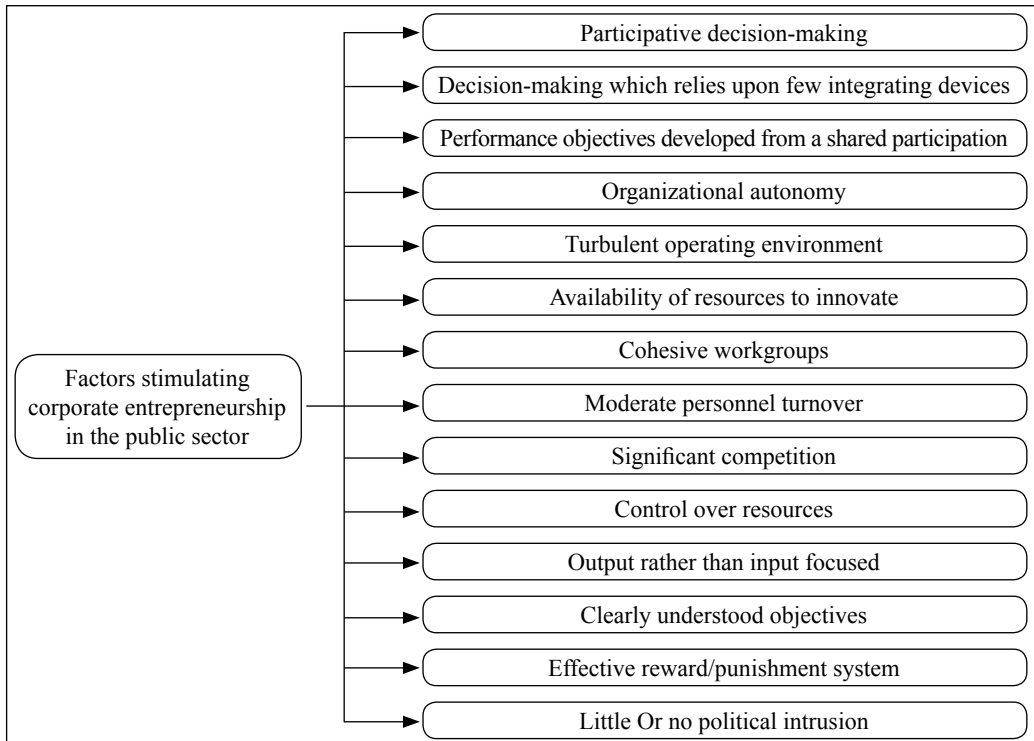 Participative decision-making
Decision-making which relies upon few integrating devices
Performance objectives developed from a shared participation
Organizational autonomy
Turbulent operating environment
Availability of resources to innovate
Cohesive workgroups
Factors stimulating
corporate entrepreneurship
in the public sector
Moderate personnel turnover
Significant competition
Control over resources
Output rather than input focused
Clearly understood objectives
Effective reward/punishment system
Little Or no political intrusion